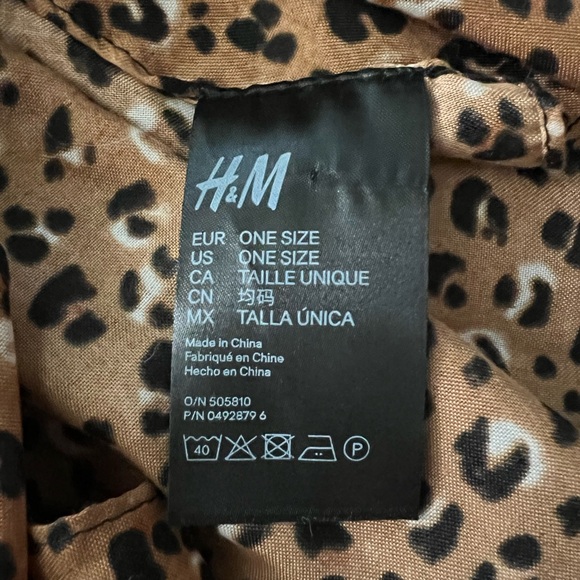 H&M
EUR ONE SIZE
US ONE SIZE
CA TAILLE UNIQUE
CN 均码
MX TALLA ÚNICA
Made in China
Fabriqué en Chine
Hecho en China
O/N 505810
P/N 0492879 6
40 P